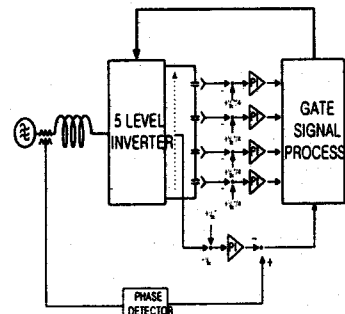 5 LEVEL
INVERTER
PI
PI
PI
PI
GATE
SIGNAL
PROCESS
PI
-
+
PHASE
DETECTOR